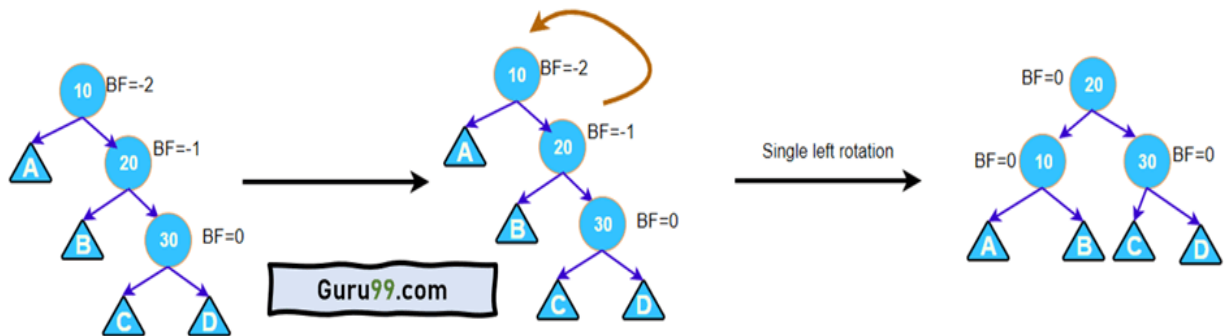 10 BF=-2
A
20 BF=-1
B
30 BF=0
C D
10 BF=-2
A
20 BF=-1
B
30 BF=0
C D
Guru99.com
Single left rotation
BF=0 20
BF=0 10
30 BF=0
A B C D